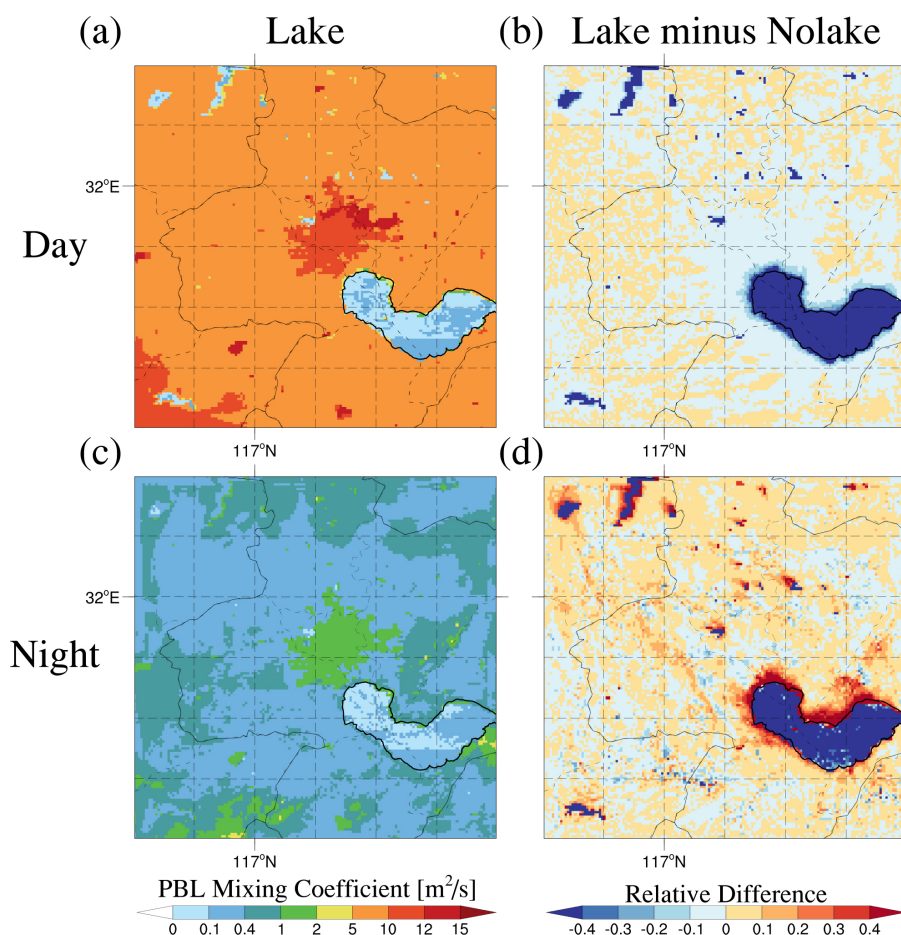 (a) Lake
(b) Lake minus Nolake
Day
32°E
117°N
117°N
(c)
(d)
Night
32°E
117°N
117°N
PBL Mixing Coefficient [m²/s]
0 0.1 0.4 1 2 5 10 12 15
Relative Difference
-0.4 -0.3 -0.2 -0.1 0 0.1 0.2 0.3 0.4